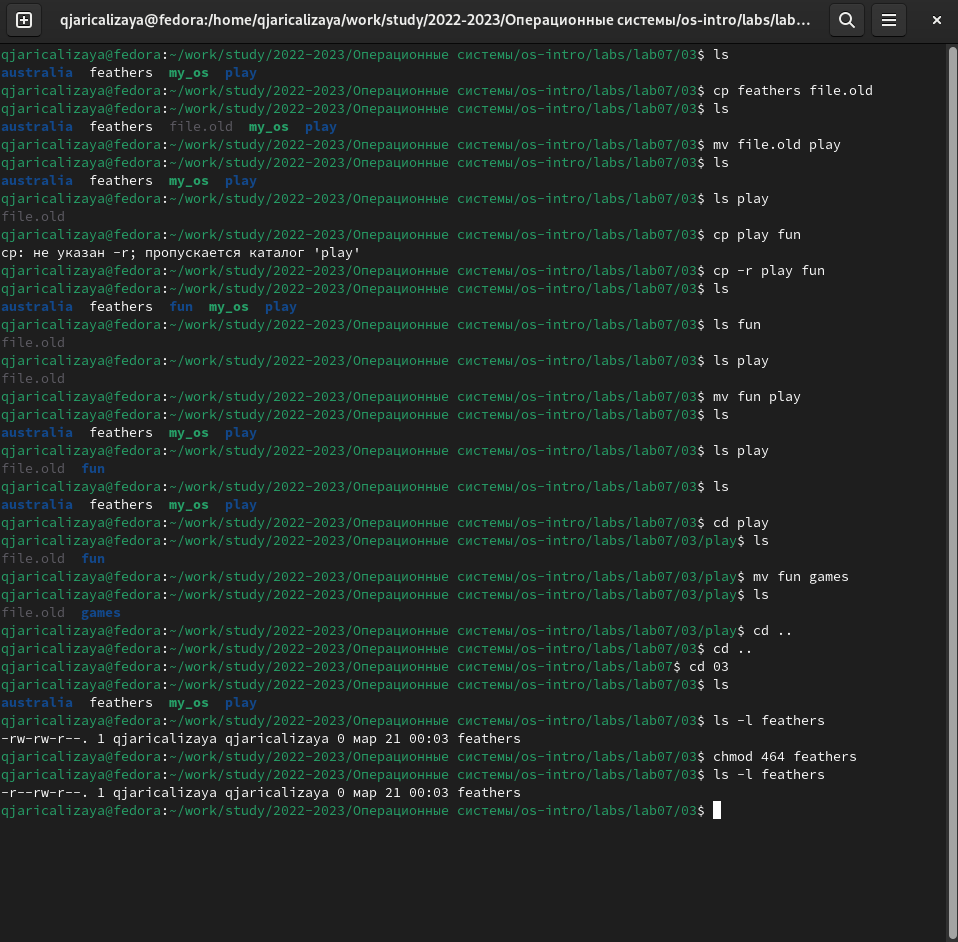 qjaricalizaya@fedora:/home/qjaricalizaya/work/study/2022-2023/Операционные системы/os-intro/labs/lab...
qjaricalizaya@fedora:~/work/study/2022-2023/Операционные системы/os-intro/labs/lab07/03$ ls
australia  feathers  my_os  play
qjaricalizaya@fedora:~/work/study/2022-2023/Операционные системы/os-intro/labs/lab07/03$ cp feathers file.old
qjaricalizaya@fedora:~/work/study/2022-2023/Операционные системы/os-intro/labs/lab07/03$ ls
australia  feathers  file.old  my_os  play
qjaricalizaya@fedora:~/work/study/2022-2023/Операционные системы/os-intro/labs/lab07/03$ mv file.old play
qjaricalizaya@fedora:~/work/study/2022-2023/Операционные системы/os-intro/labs/lab07/03$ ls
australia  feathers  my_os  play
qjaricalizaya@fedora:~/work/study/2022-2023/Операционные системы/os-intro/labs/lab07/03$ ls play
file.old
qjaricalizaya@fedora:~/work/study/2022-2023/Операционные системы/os-intro/labs/lab07/03$ cp play fun
cp: не указан -r; пропускается каталог 'play'
qjaricalizaya@fedora:~/work/study/2022-2023/Операционные системы/os-intro/labs/lab07/03$ cp -r play fun
qjaricalizaya@fedora:~/work/study/2022-2023/Операционные системы/os-intro/labs/lab07/03$ ls
australia  feathers  fun  my_os  play
qjaricalizaya@fedora:~/work/study/2022-2023/Операционные системы/os-intro/labs/lab07/03$ ls fun
file.old
qjaricalizaya@fedora:~/work/study/2022-2023/Операционные системы/os-intro/labs/lab07/03$ ls play
file.old
qjaricalizaya@fedora:~/work/study/2022-2023/Операционные системы/os-intro/labs/lab07/03$ mv fun play
qjaricalizaya@fedora:~/work/study/2022-2023/Операционные системы/os-intro/labs/lab07/03$ ls
australia  feathers  my_os  play
qjaricalizaya@fedora:~/work/study/2022-2023/Операционные системы/os-intro/labs/lab07/03$ ls play
file.old  fun
qjaricalizaya@fedora:~/work/study/2022-2023/Операционные системы/os-intro/labs/lab07/03$ ls
australia  feathers  my_os  play
qjaricalizaya@fedora:~/work/study/2022-2023/Операционные системы/os-intro/labs/lab07/03$ cd play
qjaricalizaya@fedora:~/work/study/2022-2023/Операционные системы/os-intro/labs/lab07/03/play$ ls
file.old  fun
qjaricalizaya@fedora:~/work/study/2022-2023/Операционные системы/os-intro/labs/lab07/03/play$ mv fun games
qjaricalizaya@fedora:~/work/study/2022-2023/Операционные системы/os-intro/labs/lab07/03/play$ ls
file.old  games
qjaricalizaya@fedora:~/work/study/2022-2023/Операционные системы/os-intro/labs/lab07/03/play$ cd ..
qjaricalizaya@fedora:~/work/study/2022-2023/Операционные системы/os-intro/labs/lab07/03$ cd ..
qjaricalizaya@fedora:~/work/study/2022-2023/Операционные системы/os-intro/labs/lab07$ cd 03
qjaricalizaya@fedora:~/work/study/2022-2023/Операционные системы/os-intro/labs/lab07/03$ ls
australia  feathers  my_os  play
qjaricalizaya@fedora:~/work/study/2022-2023/Операционные системы/os-intro/labs/lab07/03$ ls -l feathers
-rw-rw-r--. 1 qjaricalizaya qjaricalizaya 0 мар 21 00:03 feathers
qjaricalizaya@fedora:~/work/study/2022-2023/Операционные системы/os-intro/labs/lab07/03$ chmod 464 feathers
qjaricalizaya@fedora:~/work/study/2022-2023/Операционные системы/os-intro/labs/lab07/03$ ls -l feathers
-r--rw-r--. 1 qjaricalizaya qjaricalizaya 0 мар 21 00:03 feathers
qjaricalizaya@fedora:~/work/study/2022-2023/Операционные системы/os-intro/labs/lab07/03$